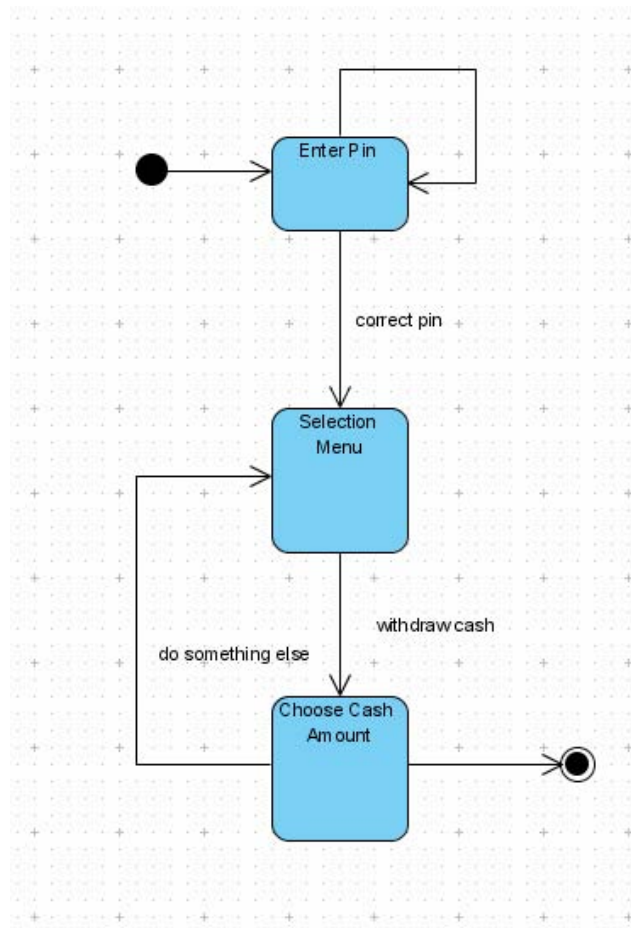 Enter Pin
correct pin
Selection
Menu
withdraw cash
do something else
Choose Cash
Amount